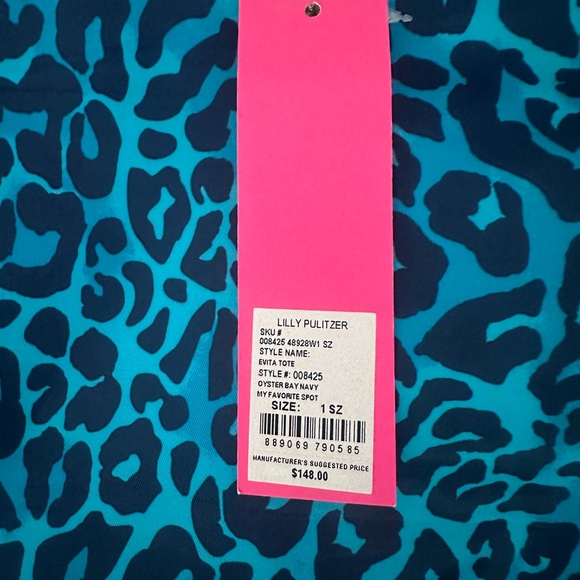 LILLY PULITZER
SKU #
008425 48928W1 SZ
STYLE NAME:
EVITA TOTE
STYLE #: 008425
OYSTER BAY NAVY
MY FAVORITE SPOT
SIZE: 1 SZ
889069 790585
MANUFACTURER'S SUGGESTED PRICE
$148.00